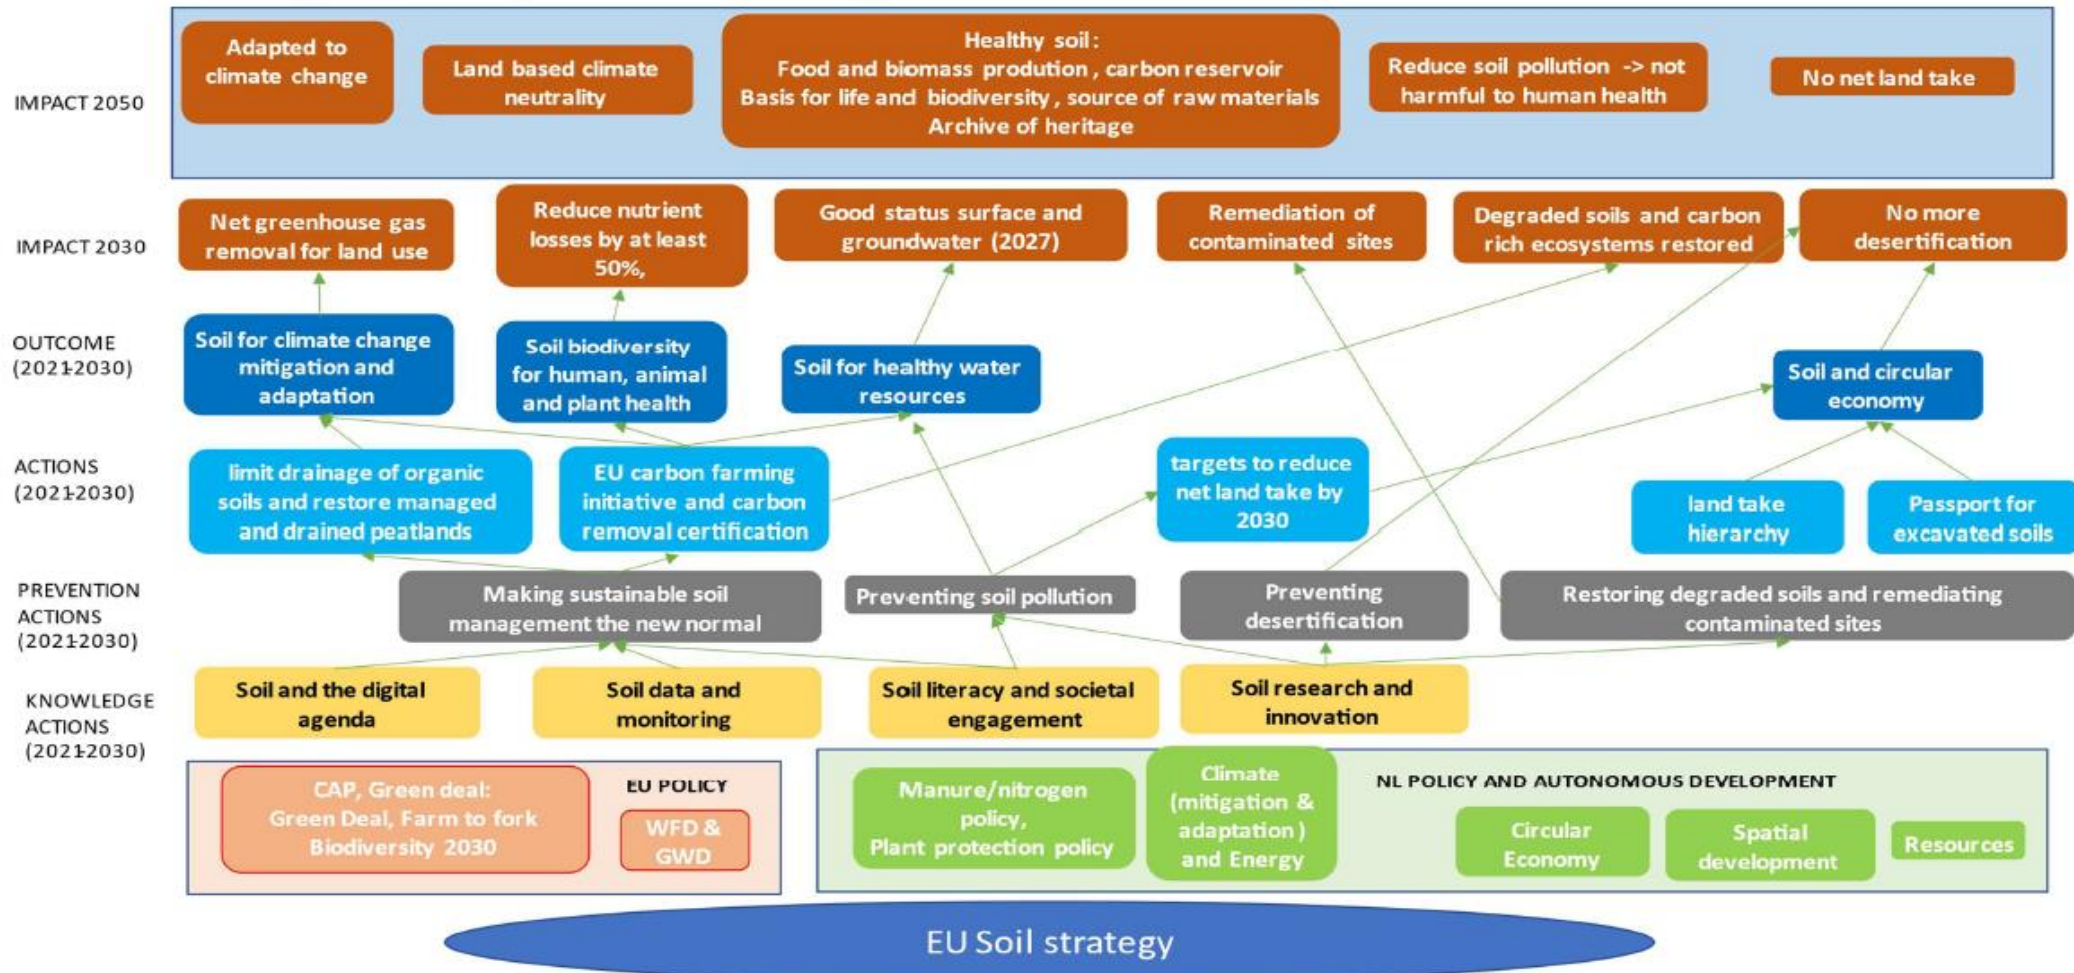 IMPACT 2050
Adapted to
climate change
Land based climate
neutrality
Healthy soil :
Food and biomass prodution , carbon reservoir
Basis for life and biodiversity , source of raw materials
Archive of heritage
Reduce soil pollution -> not
harmful to human health
No net land take
IMPACT 2030
Net greenhouse gas
removal for land use
Reduce nutrient
losses by at least
50%,
Good status surface and
groundwater (2027)
Remediation of
contaminated sites
Degraded soils and carbon
rich ecosystems restored
No more
desertification
OUTCOME
(2021-2030)
Soil for climate change
mitigation and
adaptation
Soil biodiversity
for human, animal
and plant health
Soil for healthy water
resources
Soil and circular
economy
ACTIONS
(2021-2030)
limit drainage of organic
soils and restore managed
and drained peatlands
EU carbon farming
initiative and carbon
removal certification
targets to reduce
net land take by
2030
land take
hierarchy
Passport for
excavated soils
PREVENTION
ACTIONS
(2021-2030)
Making sustainable soil
management the new normal
Preventing soil pollution
Preventing
desertification
Restoring degraded soils and remediating
contaminated sites
KNOWLEDGE
ACTIONS
(2021-2030)
Soil and the digital
agenda
Soil data and
monitoring
Soil literacy and societal
engagement
Soil research and
innovation
CAP, Green deal:
Green Deal, Farm to fork
Biodiversity 2030
EU POLICY
WFD &
GWD
Manure/nitrogen
policy,
Plant protection policy
Climate
(mitigation &
adaptation )
and Energy
NL POLICY AND AUTONOMOUS DEVELOPMENT
Circular
Economy
Spatial
development
Resources
EU Soil strategy